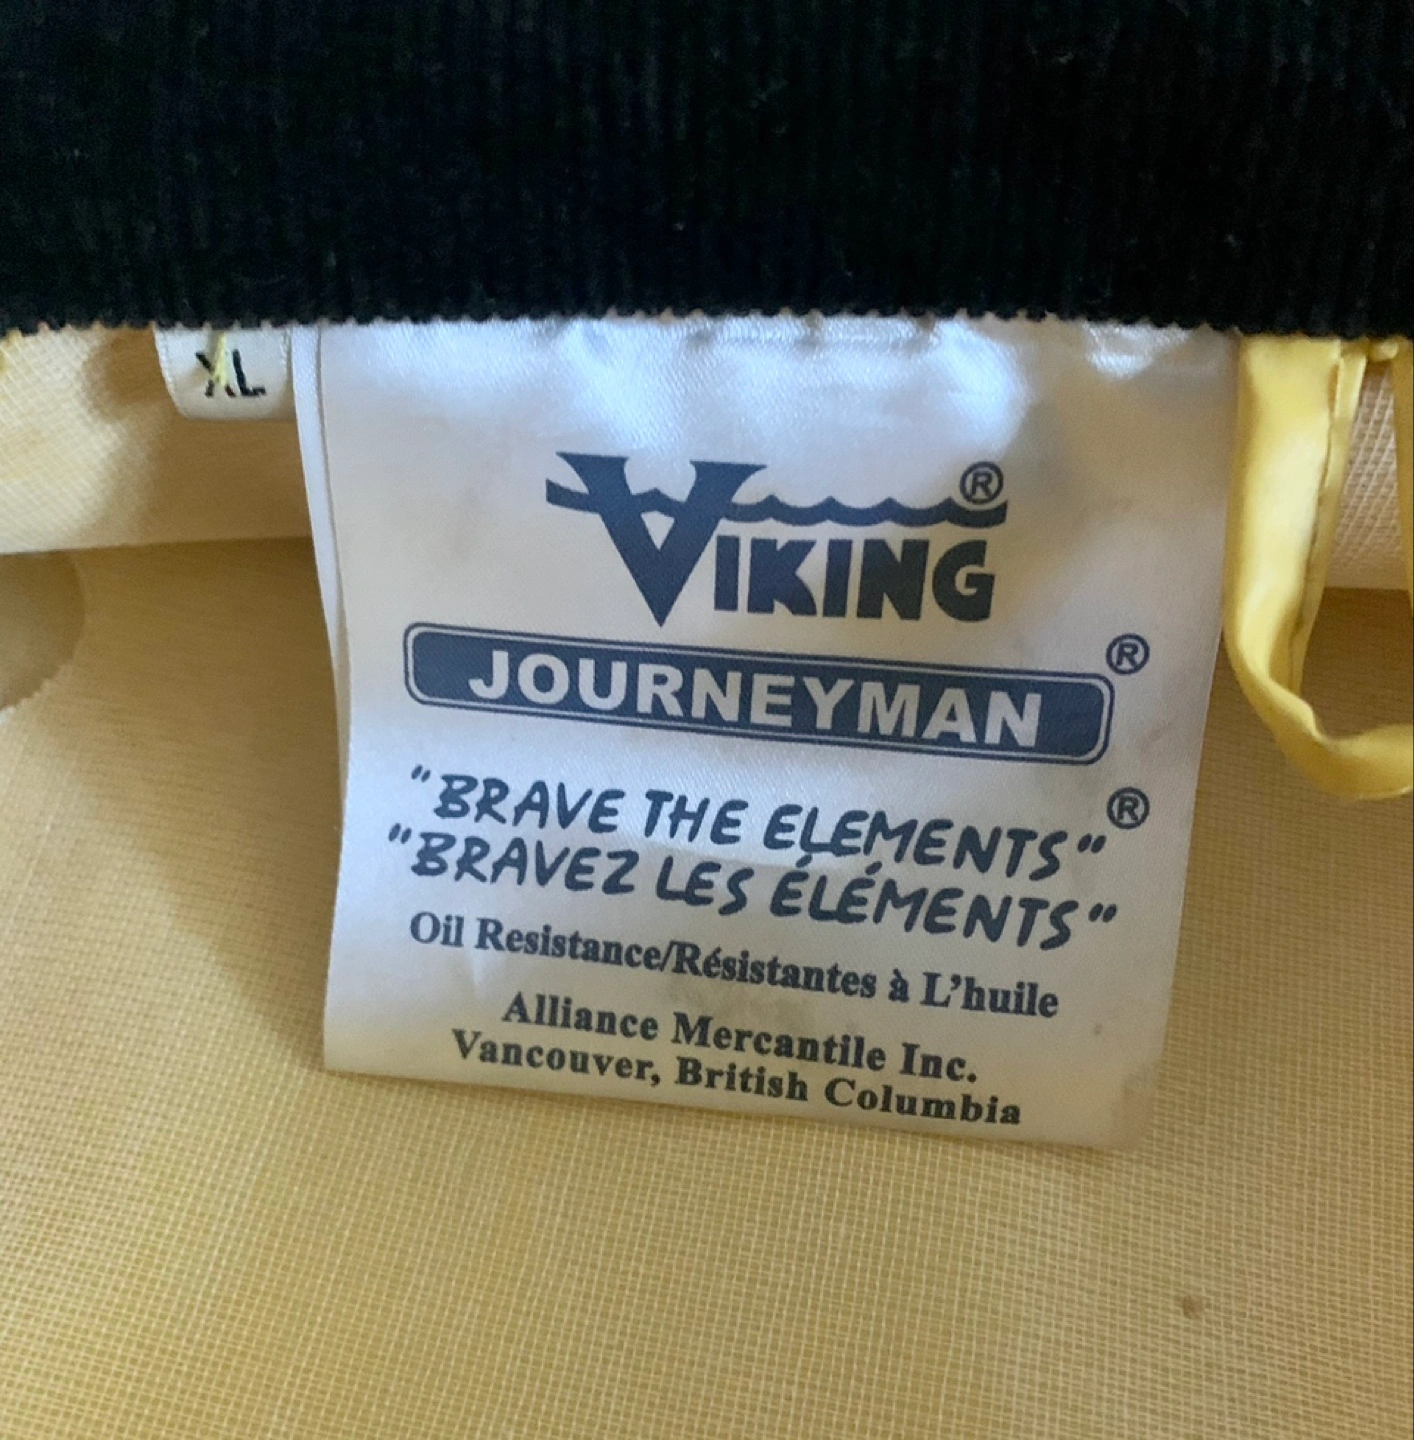 XL
VIKING®
JOURNEYMAN®
“BRAVE THE ELEMENTS”®
“BRAVEZ LES ÉLÉMENTS”
Oil Resistance/Résistantes à L’huile
Alliance Mercantile Inc.
Vancouver, British Columbia